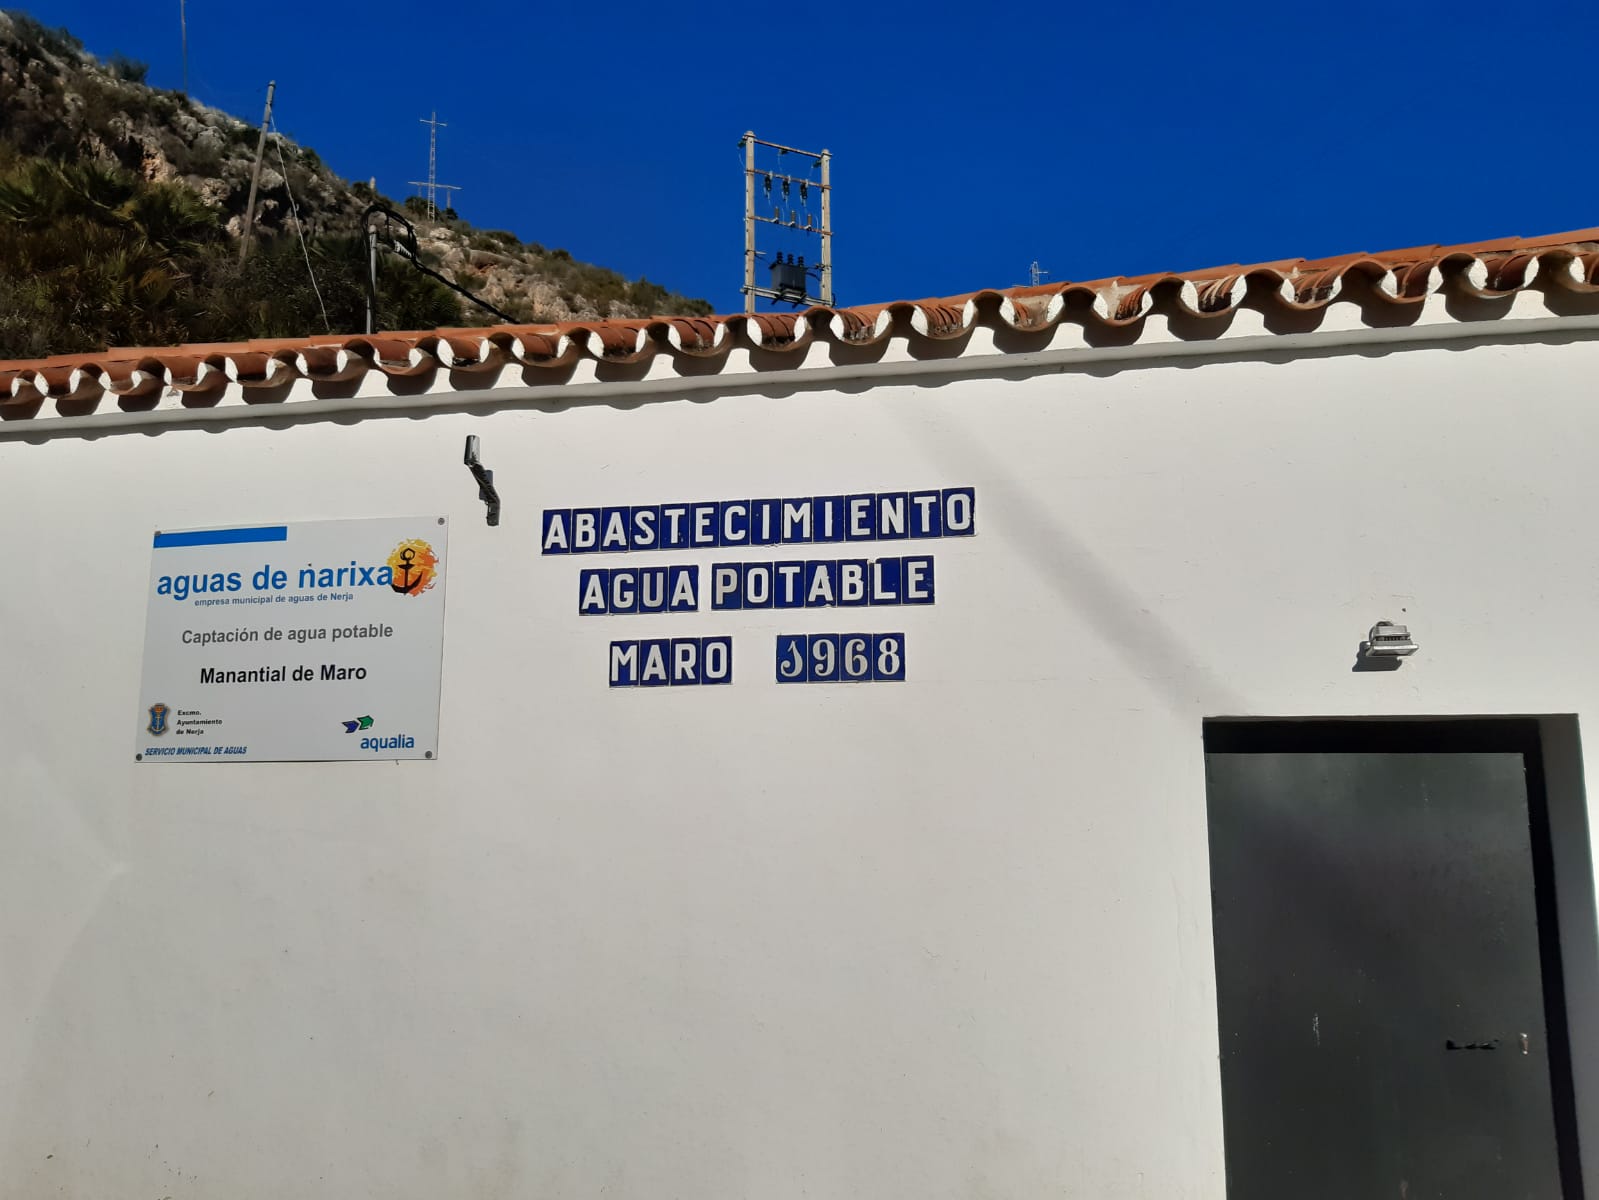 aguas de narixa
empresa municipal de aguas de Nerja
Captación de agua potable
Manantial de Maro
Excmo.
Ayuntamiento
de Nerja
aqualia
SERVICIO MUNICIPAL DE AGUAS
ABASTECIMIENTO
AGUA POTABLE
MARO 1968